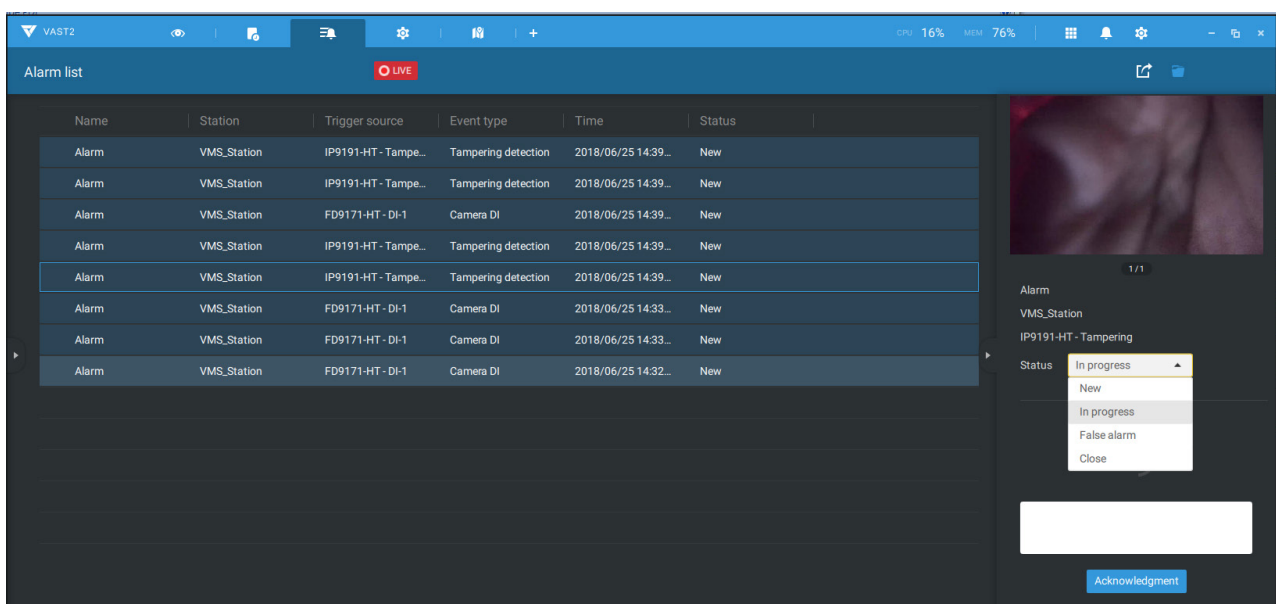 VAST2 CPU 16% MEM 76%
Alarm list LIVE
Name Station Trigger source Event type Time Status
Alarm VMS_Station IP9191-HT - Tampe... Tampering detection 2018/06/25 14:39... New
Alarm VMS_Station IP9191-HT - Tampe... Tampering detection 2018/06/25 14:39... New
Alarm VMS_Station FD9171-HT - DI-1 Camera DI 2018/06/25 14:39... New
Alarm VMS_Station IP9191-HT - Tampe... Tampering detection 2018/06/25 14:39... New
Alarm VMS_Station IP9191-HT - Tampe... Tampering detection 2018/06/25 14:39... New
Alarm VMS_Station FD9171-HT - DI-1 Camera DI 2018/06/25 14:33... New
Alarm VMS_Station FD9171-HT - DI-1 Camera DI 2018/06/25 14:33... New
Alarm VMS_Station FD9171-HT - DI-1 Camera DI 2018/06/25 14:32... New
1/1
Alarm
VMS_Station
IP9191-HT - Tampering
Status In progress
New
In progress
False alarm
Close
Acknowledgment